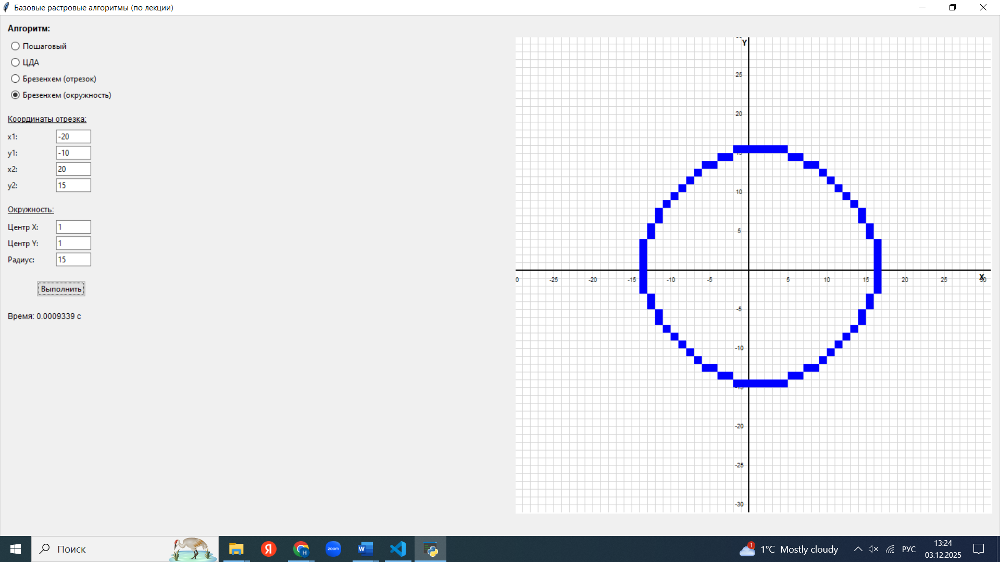 Базовые растровые алгоритмы (по лекции)
Алгоритм:
Пошаговый
ЦДА
Брезенхем (отрезок)
Брезенхем (окружность)
Координаты отрезка:
x1: -20
y1: -10
x2: 20
y2: 15
Окружность:
Центр X: 1
Центр Y: 1
Радиус: 15
Выполнить
Время: 0.0009339 с
Y
25
20
10
5
0 -25 -20 -15 -10 -5 5 10 15 20 25 30
X
-5
-10
-20
-25
-30
Поиск
Я
H
zoom
W
1
1°C Mostly cloudy
РУС
13:24
03.12.2025